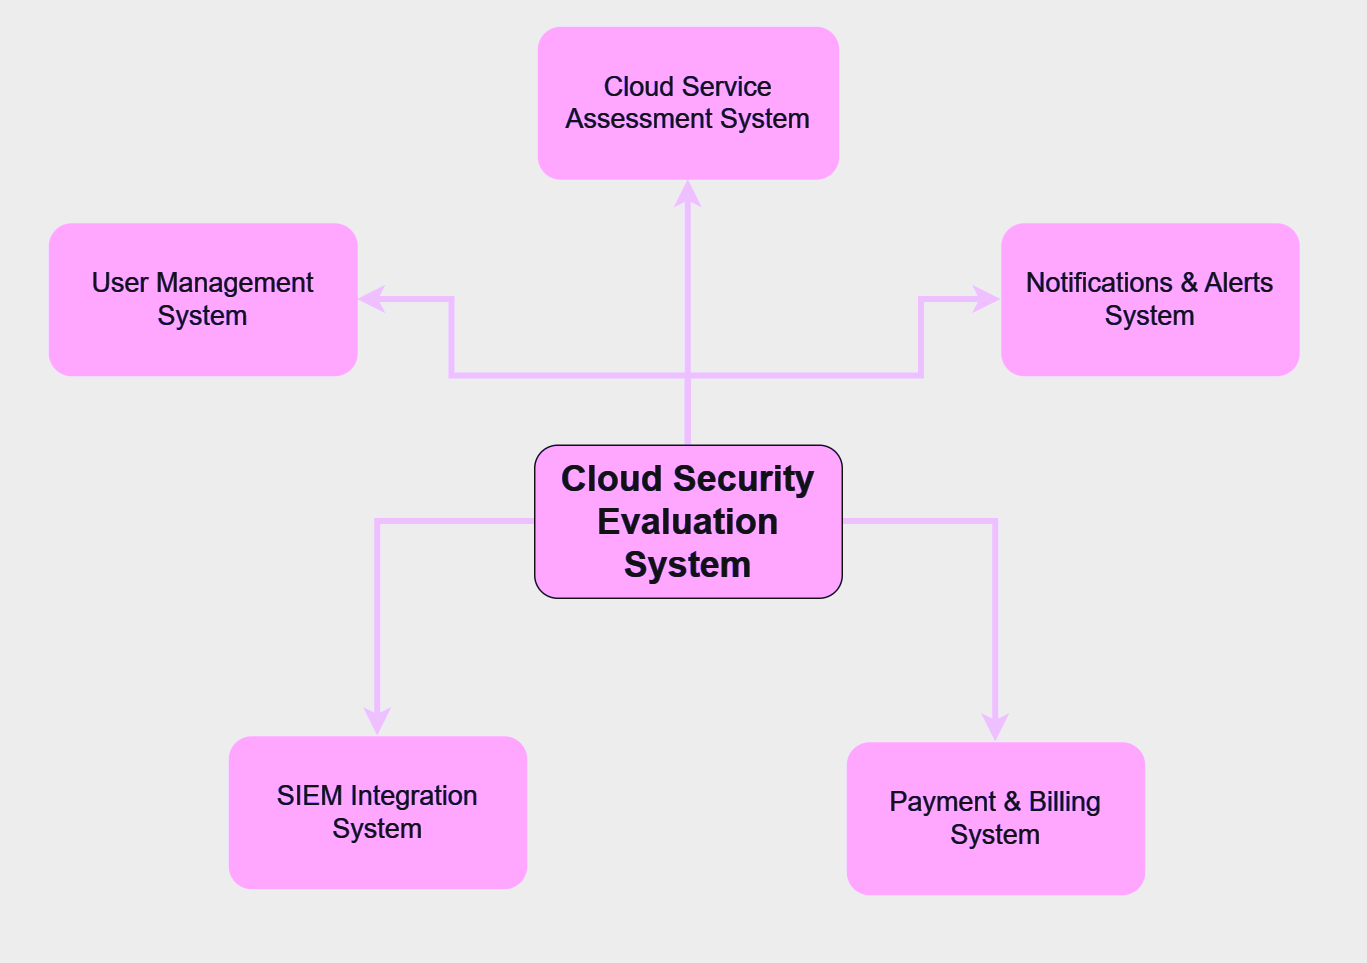 Cloud Service
Assessment System
User Management
System
Notifications & Alerts
System
Cloud Security
Evaluation
System
SIEM Integration
System
Payment & Billing
System